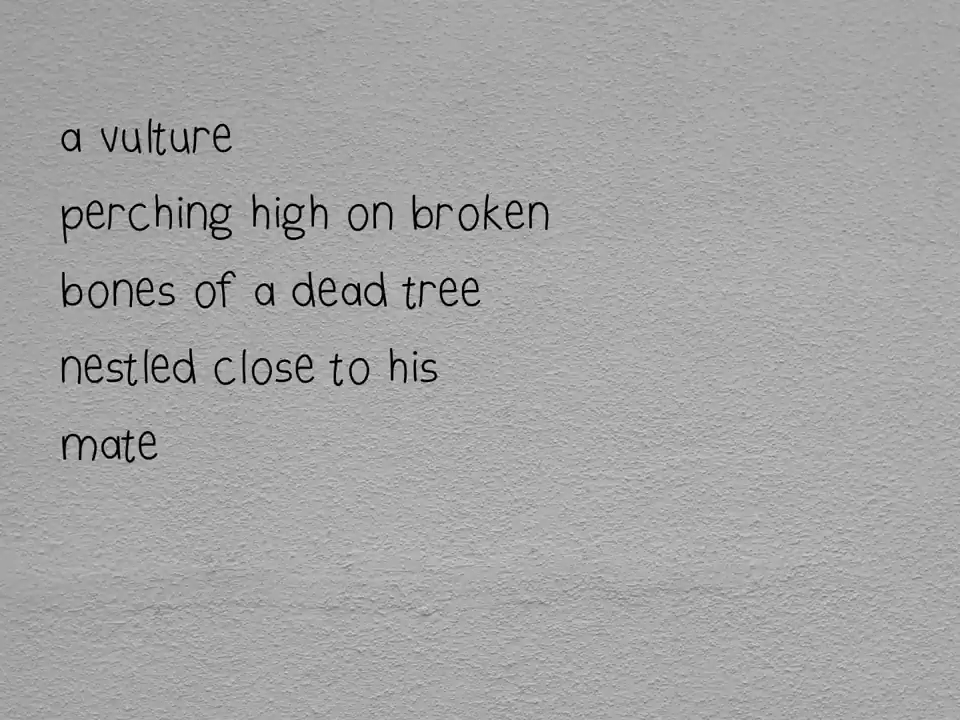 a vulture
perching high on broken
bones of a dead tree
nestled close to his
mate